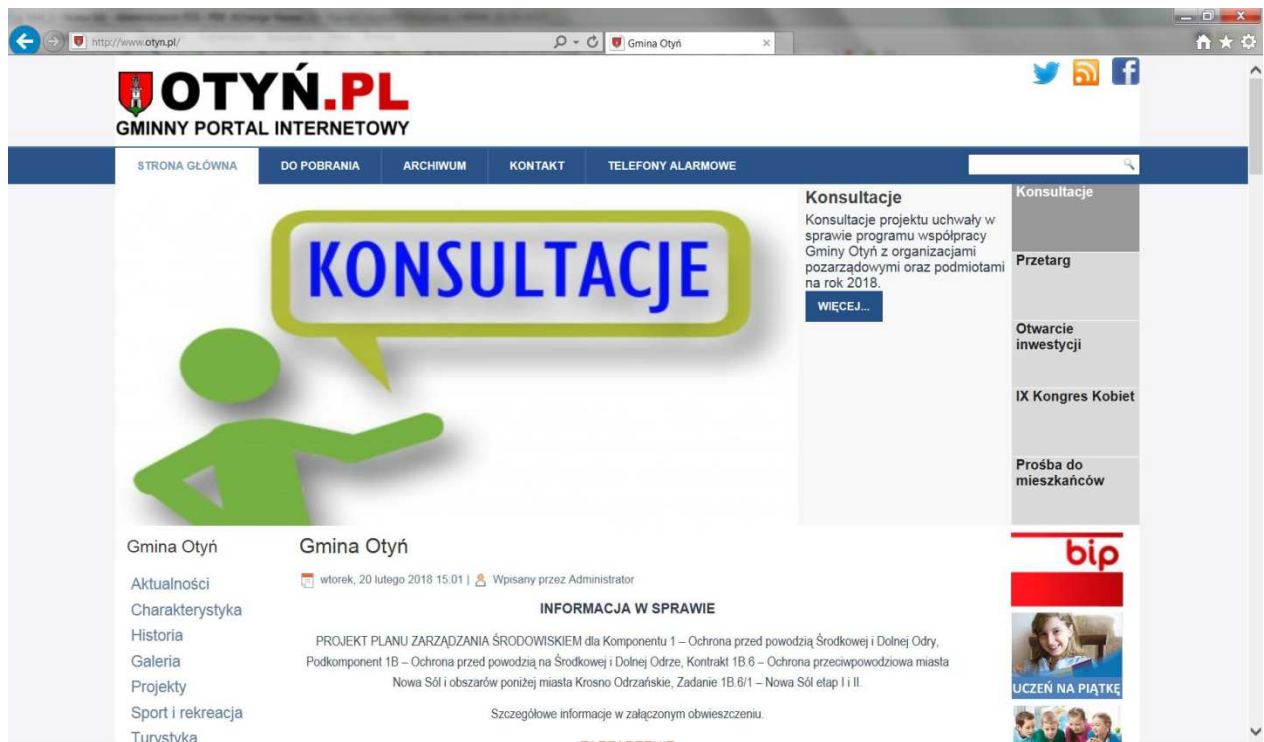 http://www.otyn.pl/
Gmina Otyń
OTYŃ.PL
GMINNY PORTAL INTERNETOWY
STRONA GŁÓWNA DO POBRANIA ARCHIWUM KONTAKT TELEFONY ALARMOWE
KONSULTACJE
Konsultacje
Konsultacje projektu uchwały w
sprawie programu współpracy
Gminy Otyń z organizacjami
pozarządowymi oraz podmiotami
na rok 2018.
WIĘCEJ...
Konsultacje
Przetarg
Otwarcie
inwestycji
IX Kongres Kobiet
Prośba do
mieszkańców
Gmina Otyń
Aktualności
Charakterystyka
Historia
Galeria
Projekty
Sport i rekreacja
Turystyka
Gmina Otyń
wtorek, 20 lutego 2018 15:01 | Wpisany przez Administrator
INFORMACJA W SPRAWIE
PROJEKT PLANU ZARZĄDZANIA ŚRODOWISKIEM dla Komponentu 1 – Ochrona przed powodzią Środkowej i Dolnej Odry,
Podkomponent 1B – Ochrona przed powodzią na Środkowej i Dolnej Odrze, Kontrakt 1B.6 – Ochrona przeciwpowodziowa miasta
Nowa Sól i obszarów poniżej miasta Krosno Odrzańskie, Zadanie 1B.6/1 – Nowa Sól etap I i II.
Szczegółowe informacje w załączonym obwieszczeniu.
bip
UCZEŃ NA PIĄTKĘ